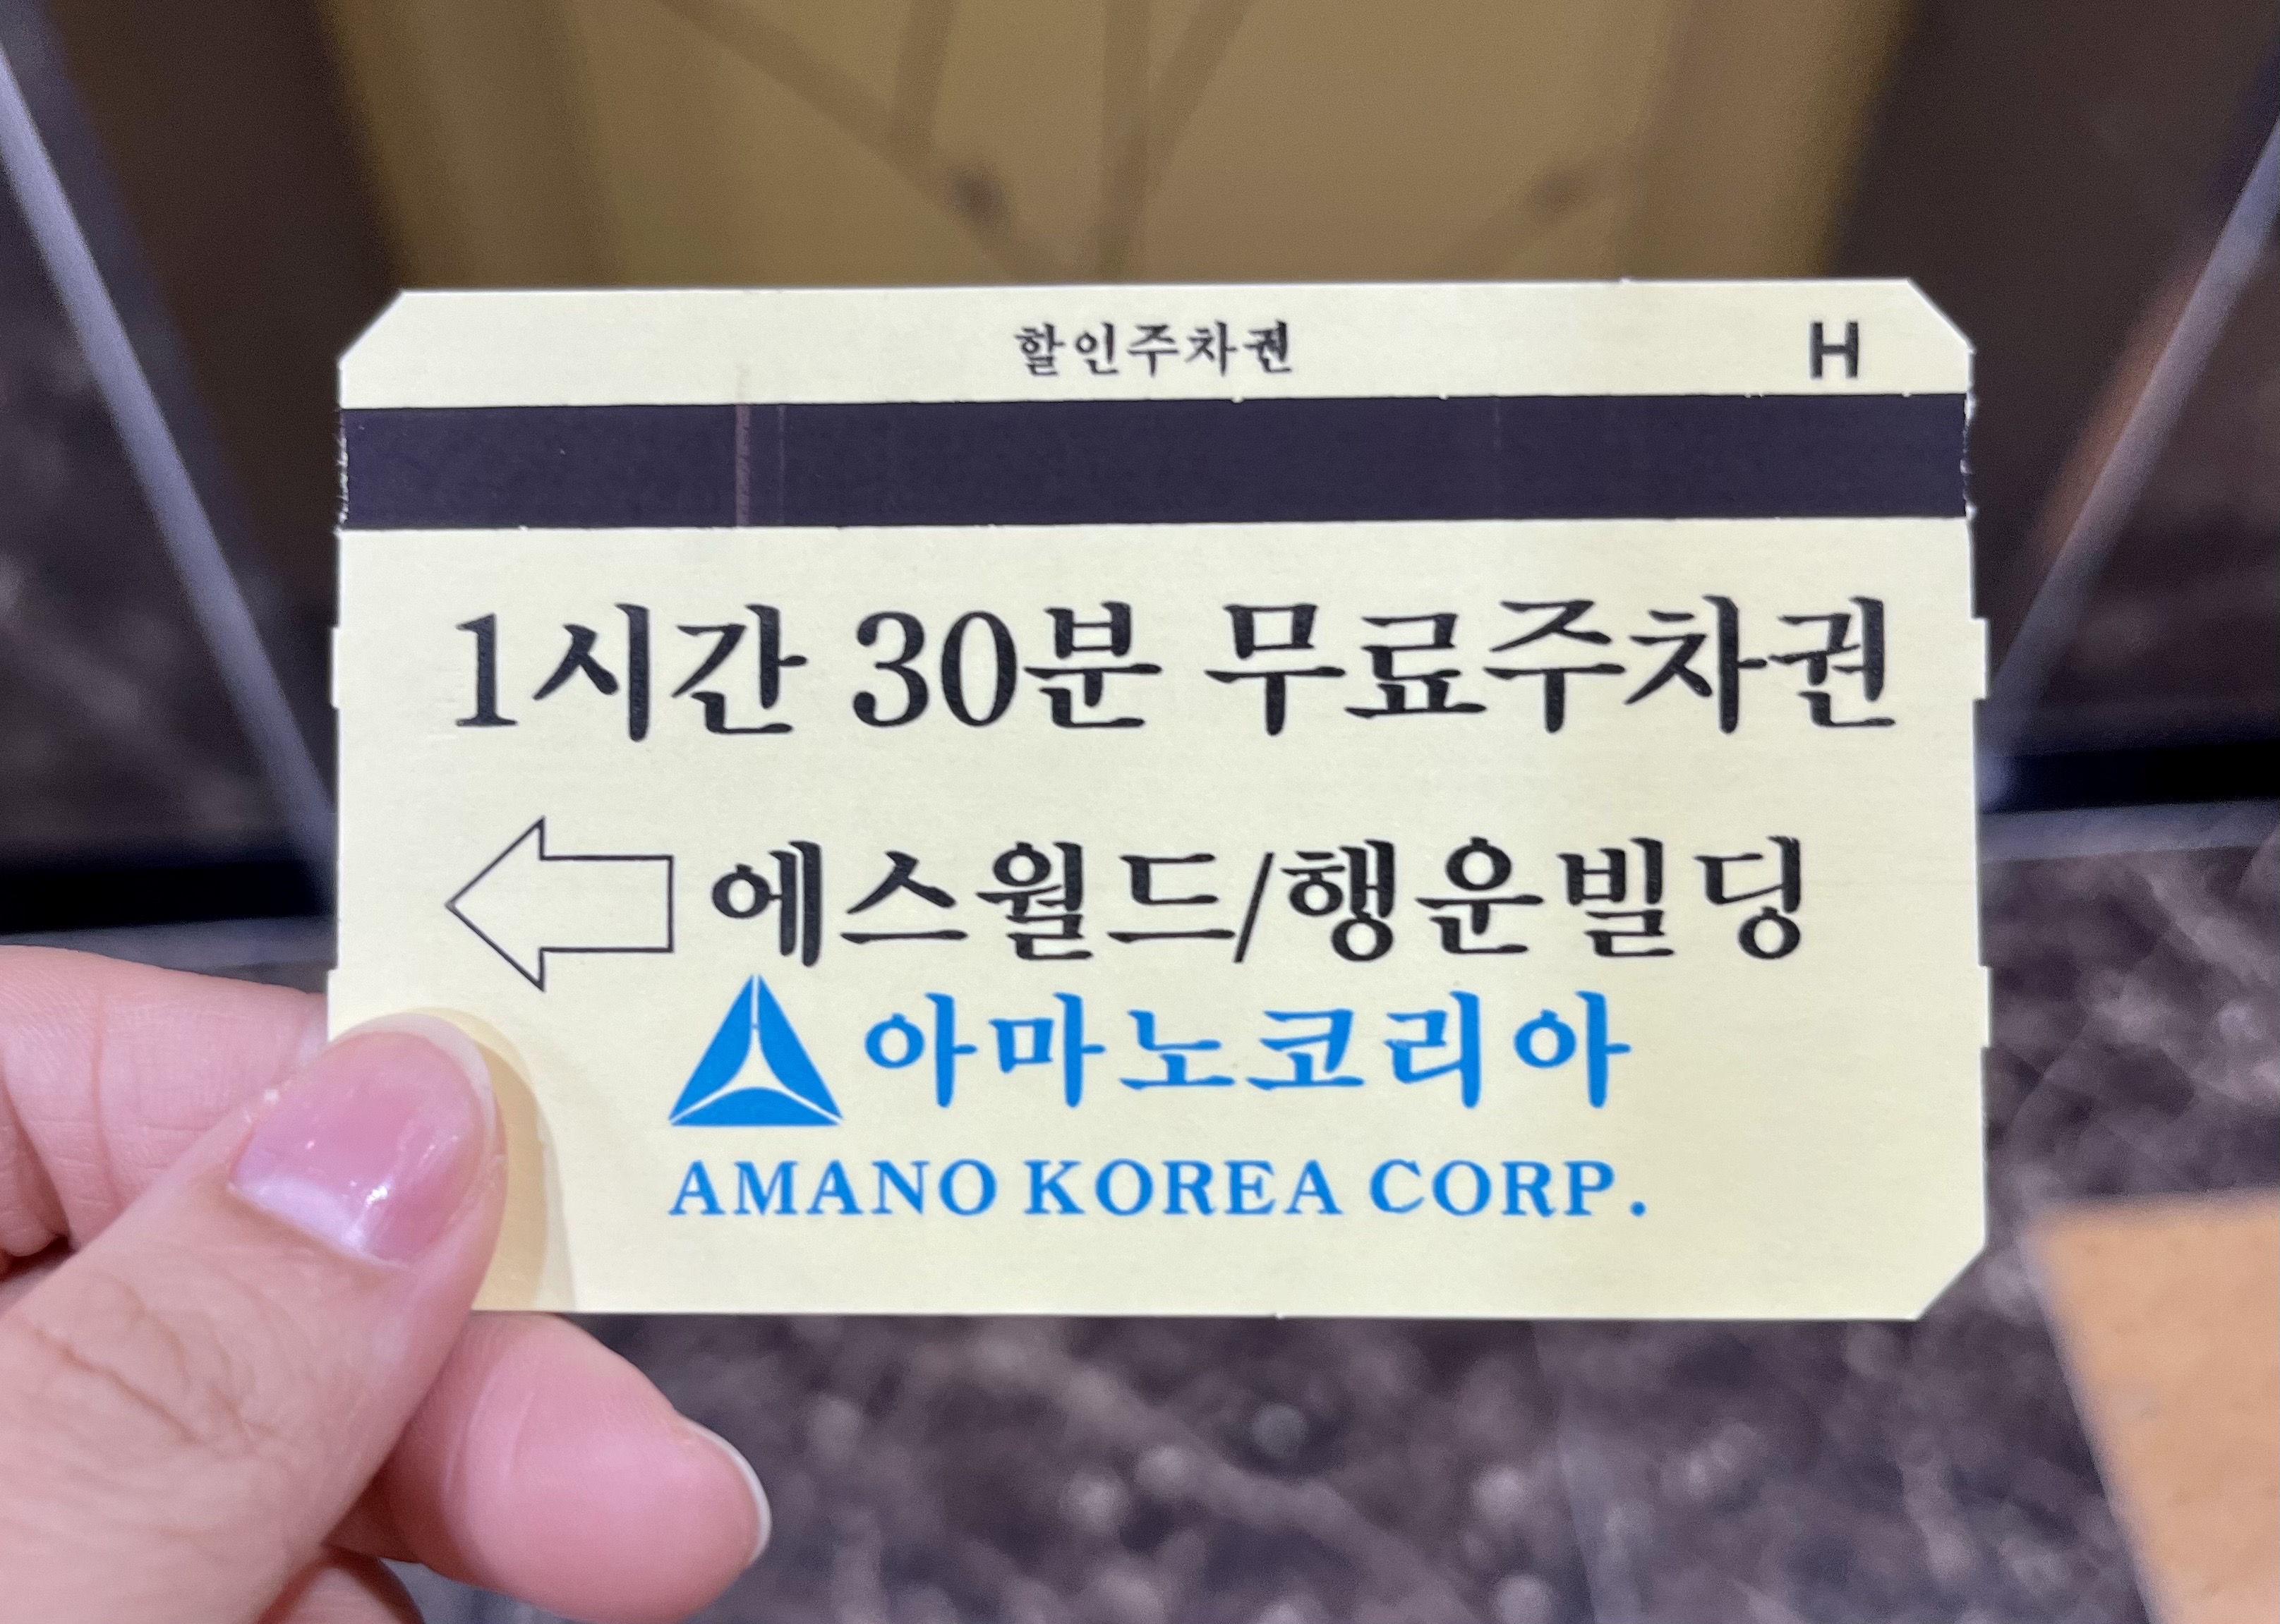 할인주차권 H
1시간 30분 무료주차권
에스월드/행운빌딩
아마노코리아
AMANO KOREA CORP.